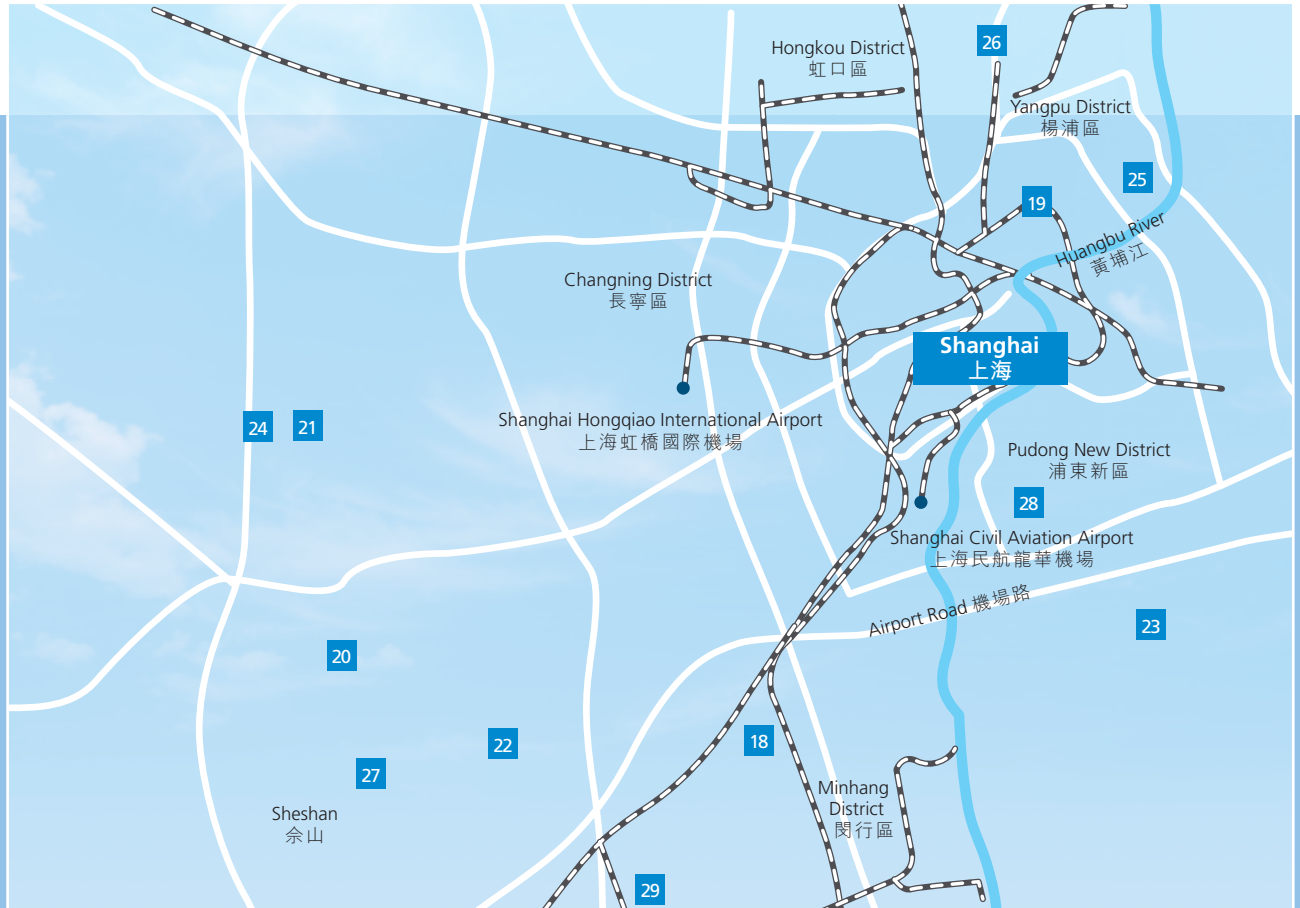 Hongkou District
虹口區
26
Yangpu District
楊浦區
25
19
Huangbu River
黃埔江
Changning District
長寧區
Shanghai
上海
24
21
Shanghai Hongqiao International Airport
上海虹橋國際機場
Pudong New District
浦東新區
28
Shanghai Civil Aviation Airport
上海民航龍華機場
Airport Road 機場路
23
20
22
18
27
Sheshan
佘山
Minhang
District
閔行區
29